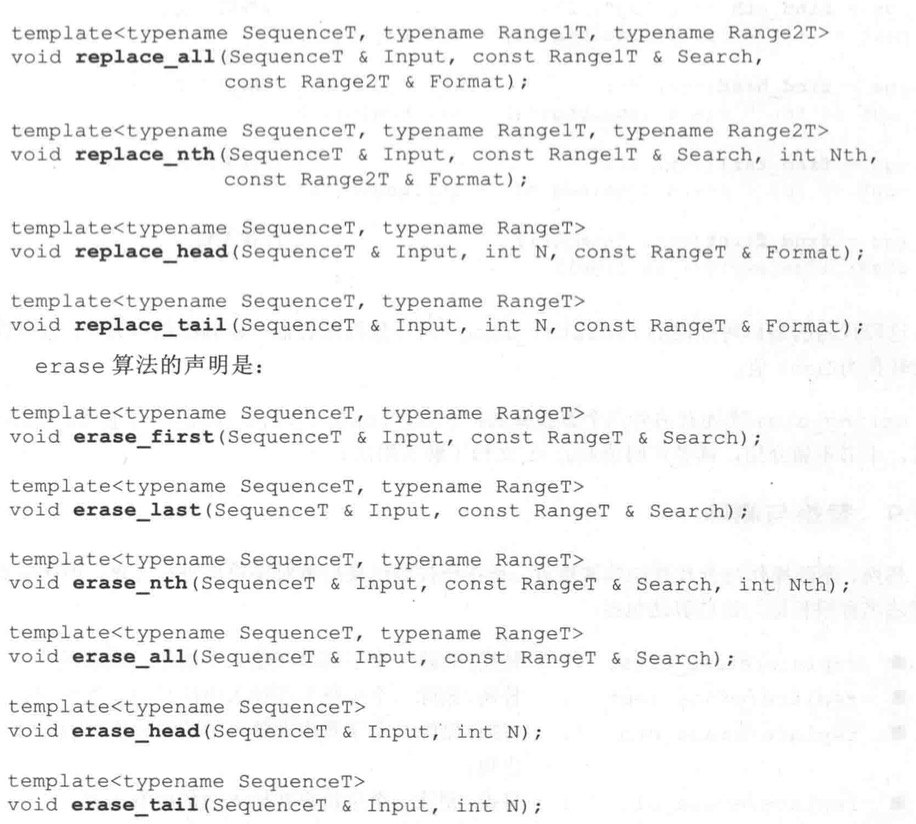 template<typename SequenceT, typename Range1T, typename Range2T>
void replace_all(SequenceT & Input, const Range1T & Search,
const Range2T & Format);
template<typename SequenceT, typename Range1T, typename Range2T>
void replace_nth(SequenceT & Input, const Range1T & Search, int Nth,
const Range2T & Format);
template<typename SequenceT, typename RangeT>
void replace_head(SequenceT & Input, int N, const RangeT & Format);
template<typename SequenceT, typename RangeT>
void replace_tail(SequenceT & Input, int N, const RangeT & Format);
erase 算法的声明是：
template<typename SequenceT, typename RangeT>
void erase_first(SequenceT & Input, const RangeT & Search);
template<typename SequenceT, typename RangeT>
void erase_last(SequenceT & Input, const RangeT & Search);
template<typename SequenceT, typename RangeT>
void erase_nth(SequenceT & Input, const RangeT & Search, int Nth);
template<typename SequenceT, typename RangeT>
void erase_all(SequenceT & Input, const RangeT & Search);
template<typename SequenceT>
void erase_head(SequenceT & Input, int N);
template<typename SequenceT>
void erase_tail(SequenceT & Input, int N);